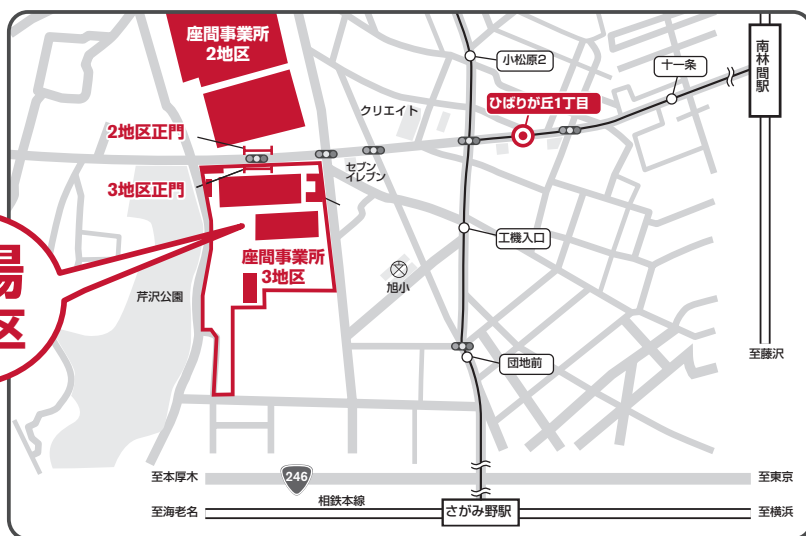 座間事業所
2地区
小松原2
南林間駅
十一条
クリエイト
ひばりが丘1丁目
2地区正門
セブン
イレブン
3地区正門
工機入口
座間事業所
3地区
場
区
芹沢公園
旭小
団地前
至藤沢
至本厚木
246
至東京
相鉄本線
至海老名
さがみ野駅
至横浜